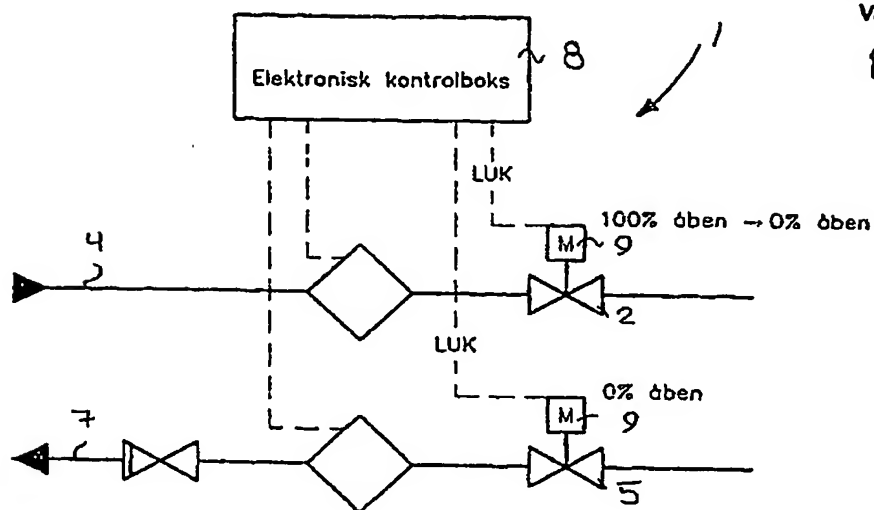 1
8
Elektronisk kontrolboks
LUK
100% åben → 0% åben
M
9
4
2
LUK
0% åben
M
9
7
5